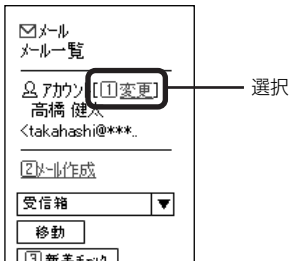 メール
メール一覧
アカウント[1変更] 選択
高橋 健太
<takahashi@***..
2メール作成
受信箱
移動
3新着チェック